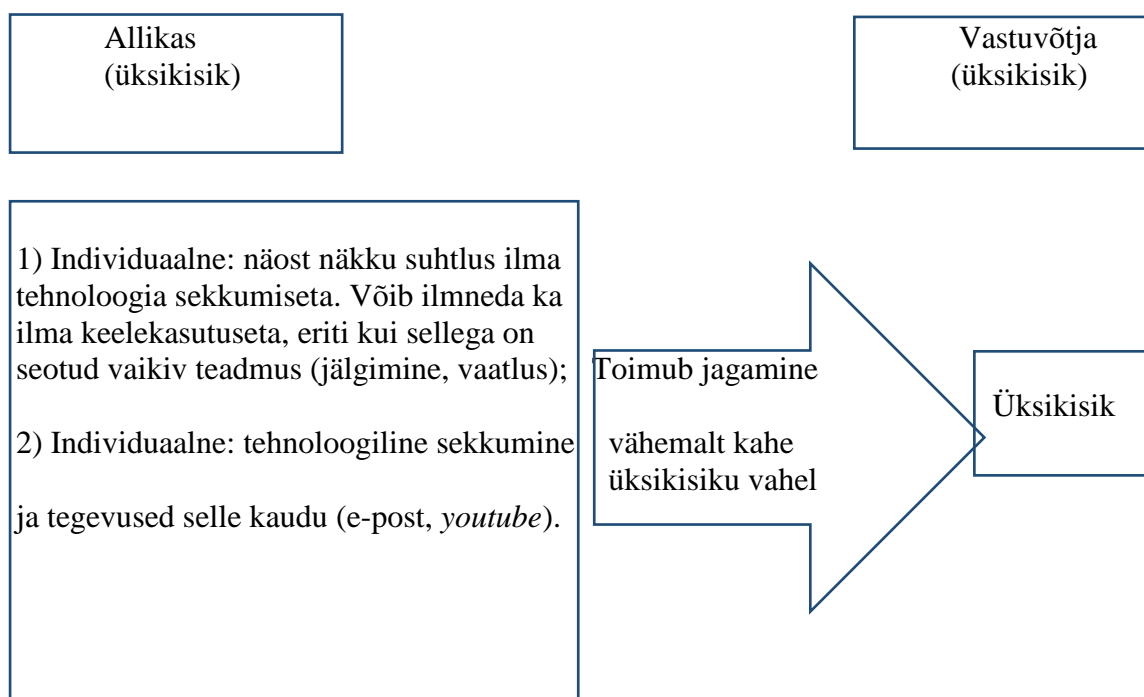 Allikas
(üksikisik)
Vastuvõtja
(üksikisik)
1) Individuaalne: näost näkku suhtlus ilma
tehnoloogia sekkumiseta. Võib ilmneda ka
ilma keelekasutuseta, eriti kui sellega on
seotud vaikiv teadmus (jälgimine, vaatlus);
2) Individuaalne: tehnoloogiline sekkumine
ja tegevused selle kaudu (e-post, youtube).
Toimub jagamine
vähemalt kahe
üksikisiku vahel
Üksikisik